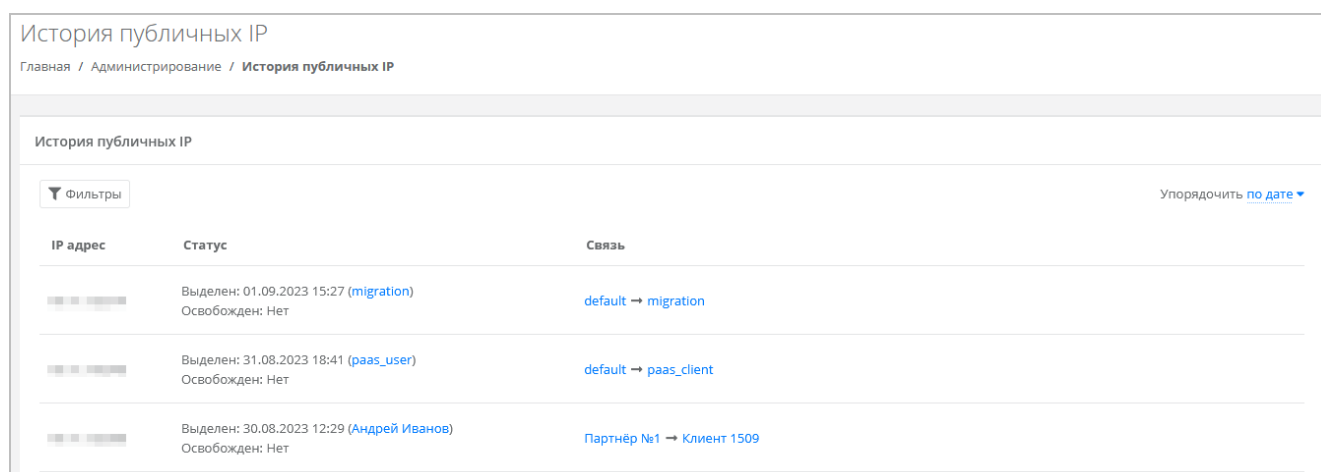 История публичных IP
Главная / Администрирование / История публичных IP
История публичных IP
Фильтры
Упорядочить по дате
IP адрес Статус Связь
Выделен: 01.09.2023 15:27 (migration)
Освобожден: Нет
default → migration
Выделен: 31.08.2023 18:41 (paas_user)
Освобожден: Нет
default → paas_client
Выделен: 30.08.2023 12:29 (Андрей Иванов)
Освобожден: Нет
Партнёр №1 → Клиент 1509